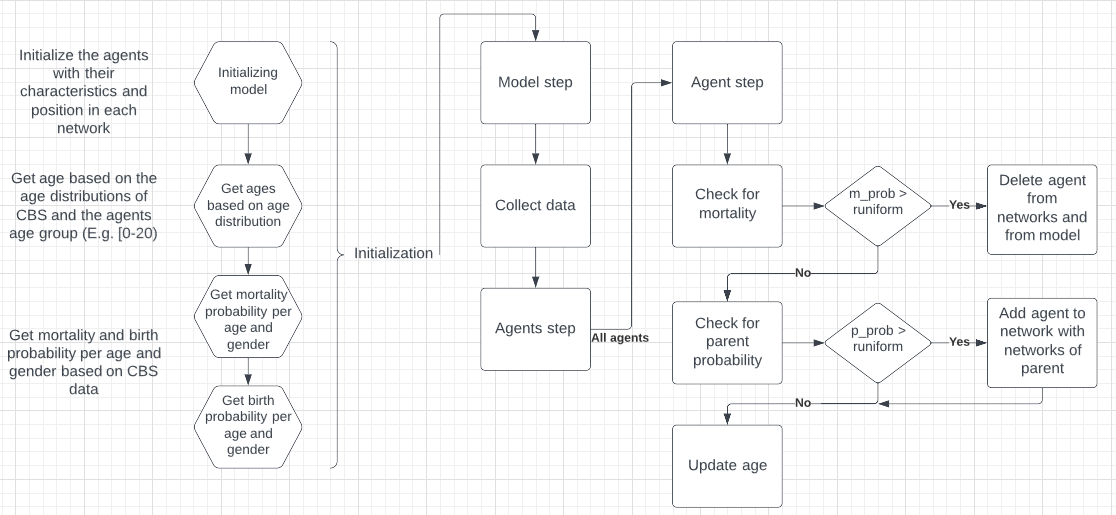 Initialize the agents
with their
characteristics and
position in each
network
Initializing
model
Get age based on the
age distributions of
CBS and the agents
age group (E.g. [0-20)
Get ages
based on age
distribution
Get mortality and birth
probability per age and
gender based on CBS
data
Get mortality
probability per
age and
gender
Get birth
probability per
age and
gender
Initialization
Model step
Collect data
Agents step
All agents
Agent step
Check for
mortality
m_prob >
runiform
Yes
Delete agent
from
networks and
from model
No
Check for
parent
probability
p_prob >
runiform
Yes
Add agent to
network with
networks of
parent
No
Update age